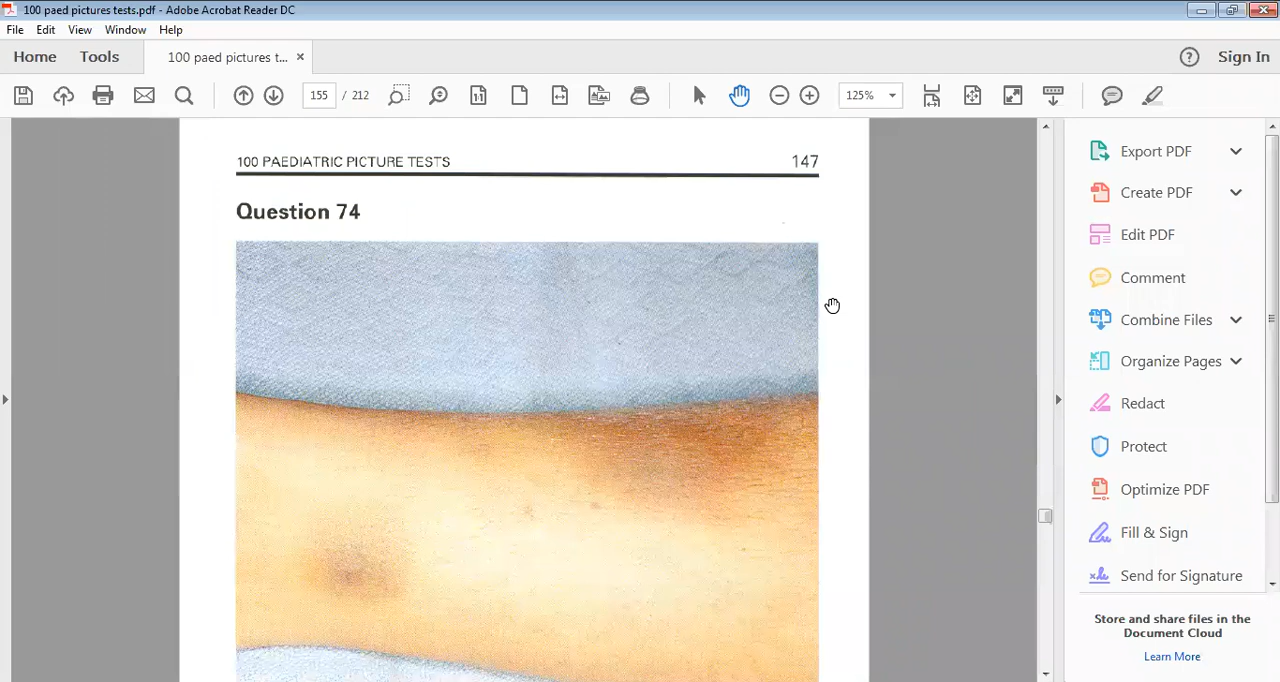 100 paed pictures tests.pdf - Adobe Acrobat Reader DC
File Edit View Window Help
Home Tools 100 paed pictures t... × ? Sign In
155 / 212 125%
100 PAEDIATRIC PICTURE TESTS 147
Question 74
Export PDF
Create PDF
Edit PDF
Comment
Combine Files
Organize Pages
Redact
Protect
Optimize PDF
Fill & Sign
Send for Signature
Store and share files in the
Document Cloud
Learn More